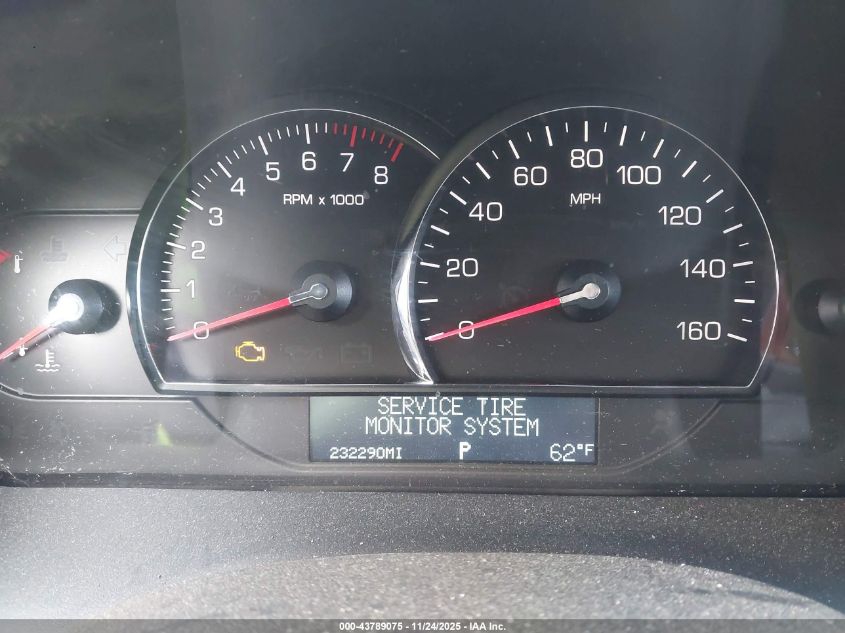 0 1 2 3 4 5 6 7 8
RPM x 1000
0 20 40 60 80 100 120 140 160
MPH
SERVICE TIRE
MONITOR SYSTEM
232290MI P 62°F
000-43789075 - 11/24/2025 - IAA Inc.